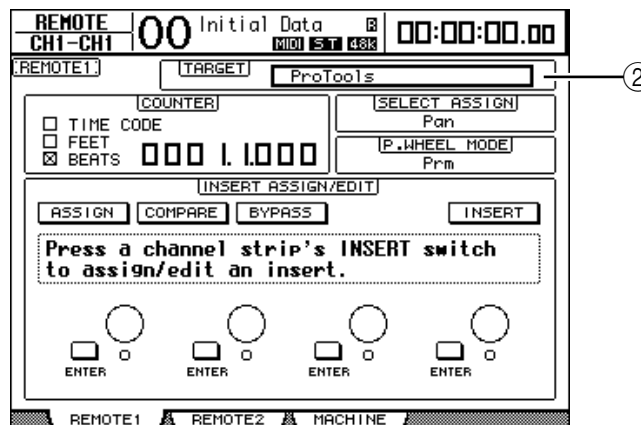 REMOTE
CH1-CH1
00 Initial Data
MIDI ST 48K
00:00:00.00
REMOTE1
TARGET
ProTools
2
COUNTER
TIME CODE
FEET
BEATS
000 1.1.000
SELECT ASSIGN
Pan
P.WHEEL MODE
Prm
INSERT ASSIGN/EDIT
ASSIGN COMPARE BYPASS INSERT
Press a channel strip's INSERT switch
to assign/edit an insert.
ENTER ENTER ENTER ENTER
REMOTE1 REMOTE2 MACHINE